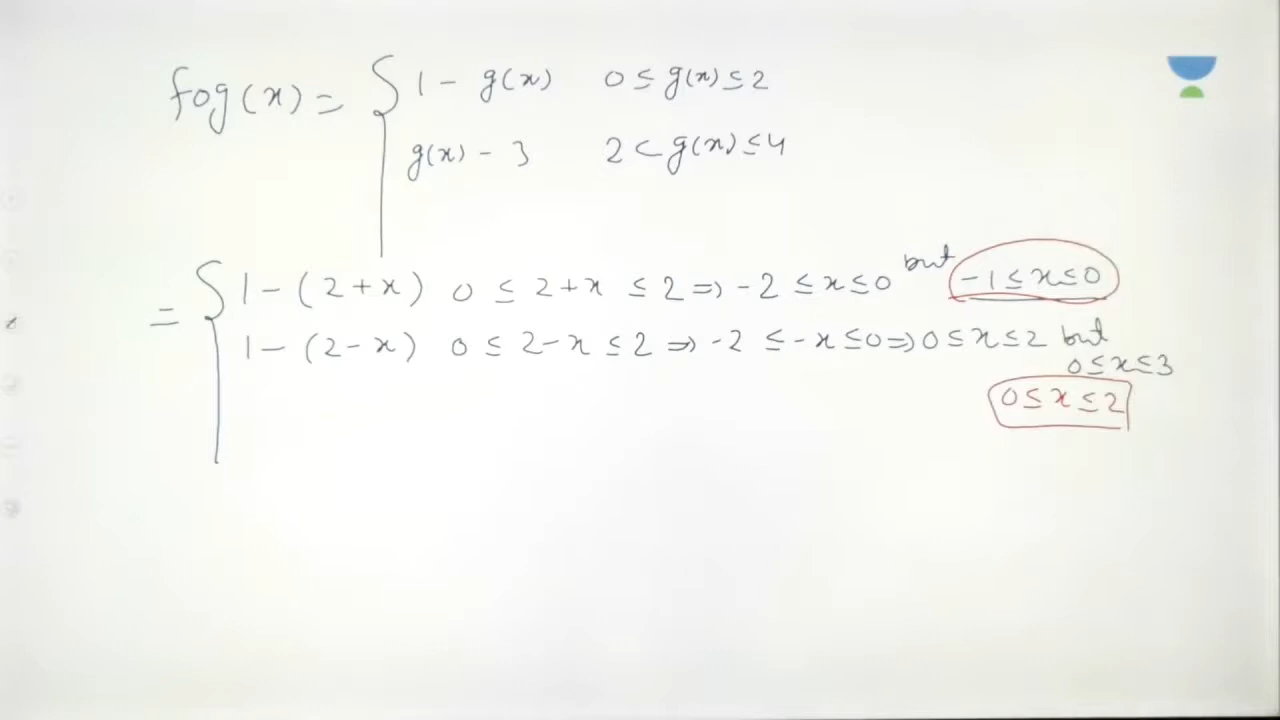 fog(x) = { 1 - g(x) 0 ≤ g(x) ≤ 2
g(x) - 3 2 < g(x) ≤ 4
= { 1 - (2 + x) 0 ≤ 2 + x ≤ 2 ⇒ -2 ≤ x ≤ 0 but -1 ≤ x ≤ 0
1 - (2 - x) 0 ≤ 2 - x ≤ 2 ⇒ -2 ≤ -x ≤ 0 ⇒ 0 ≤ x ≤ 2 but
0 ≤ x ≤ 3
0 ≤ x ≤ 2